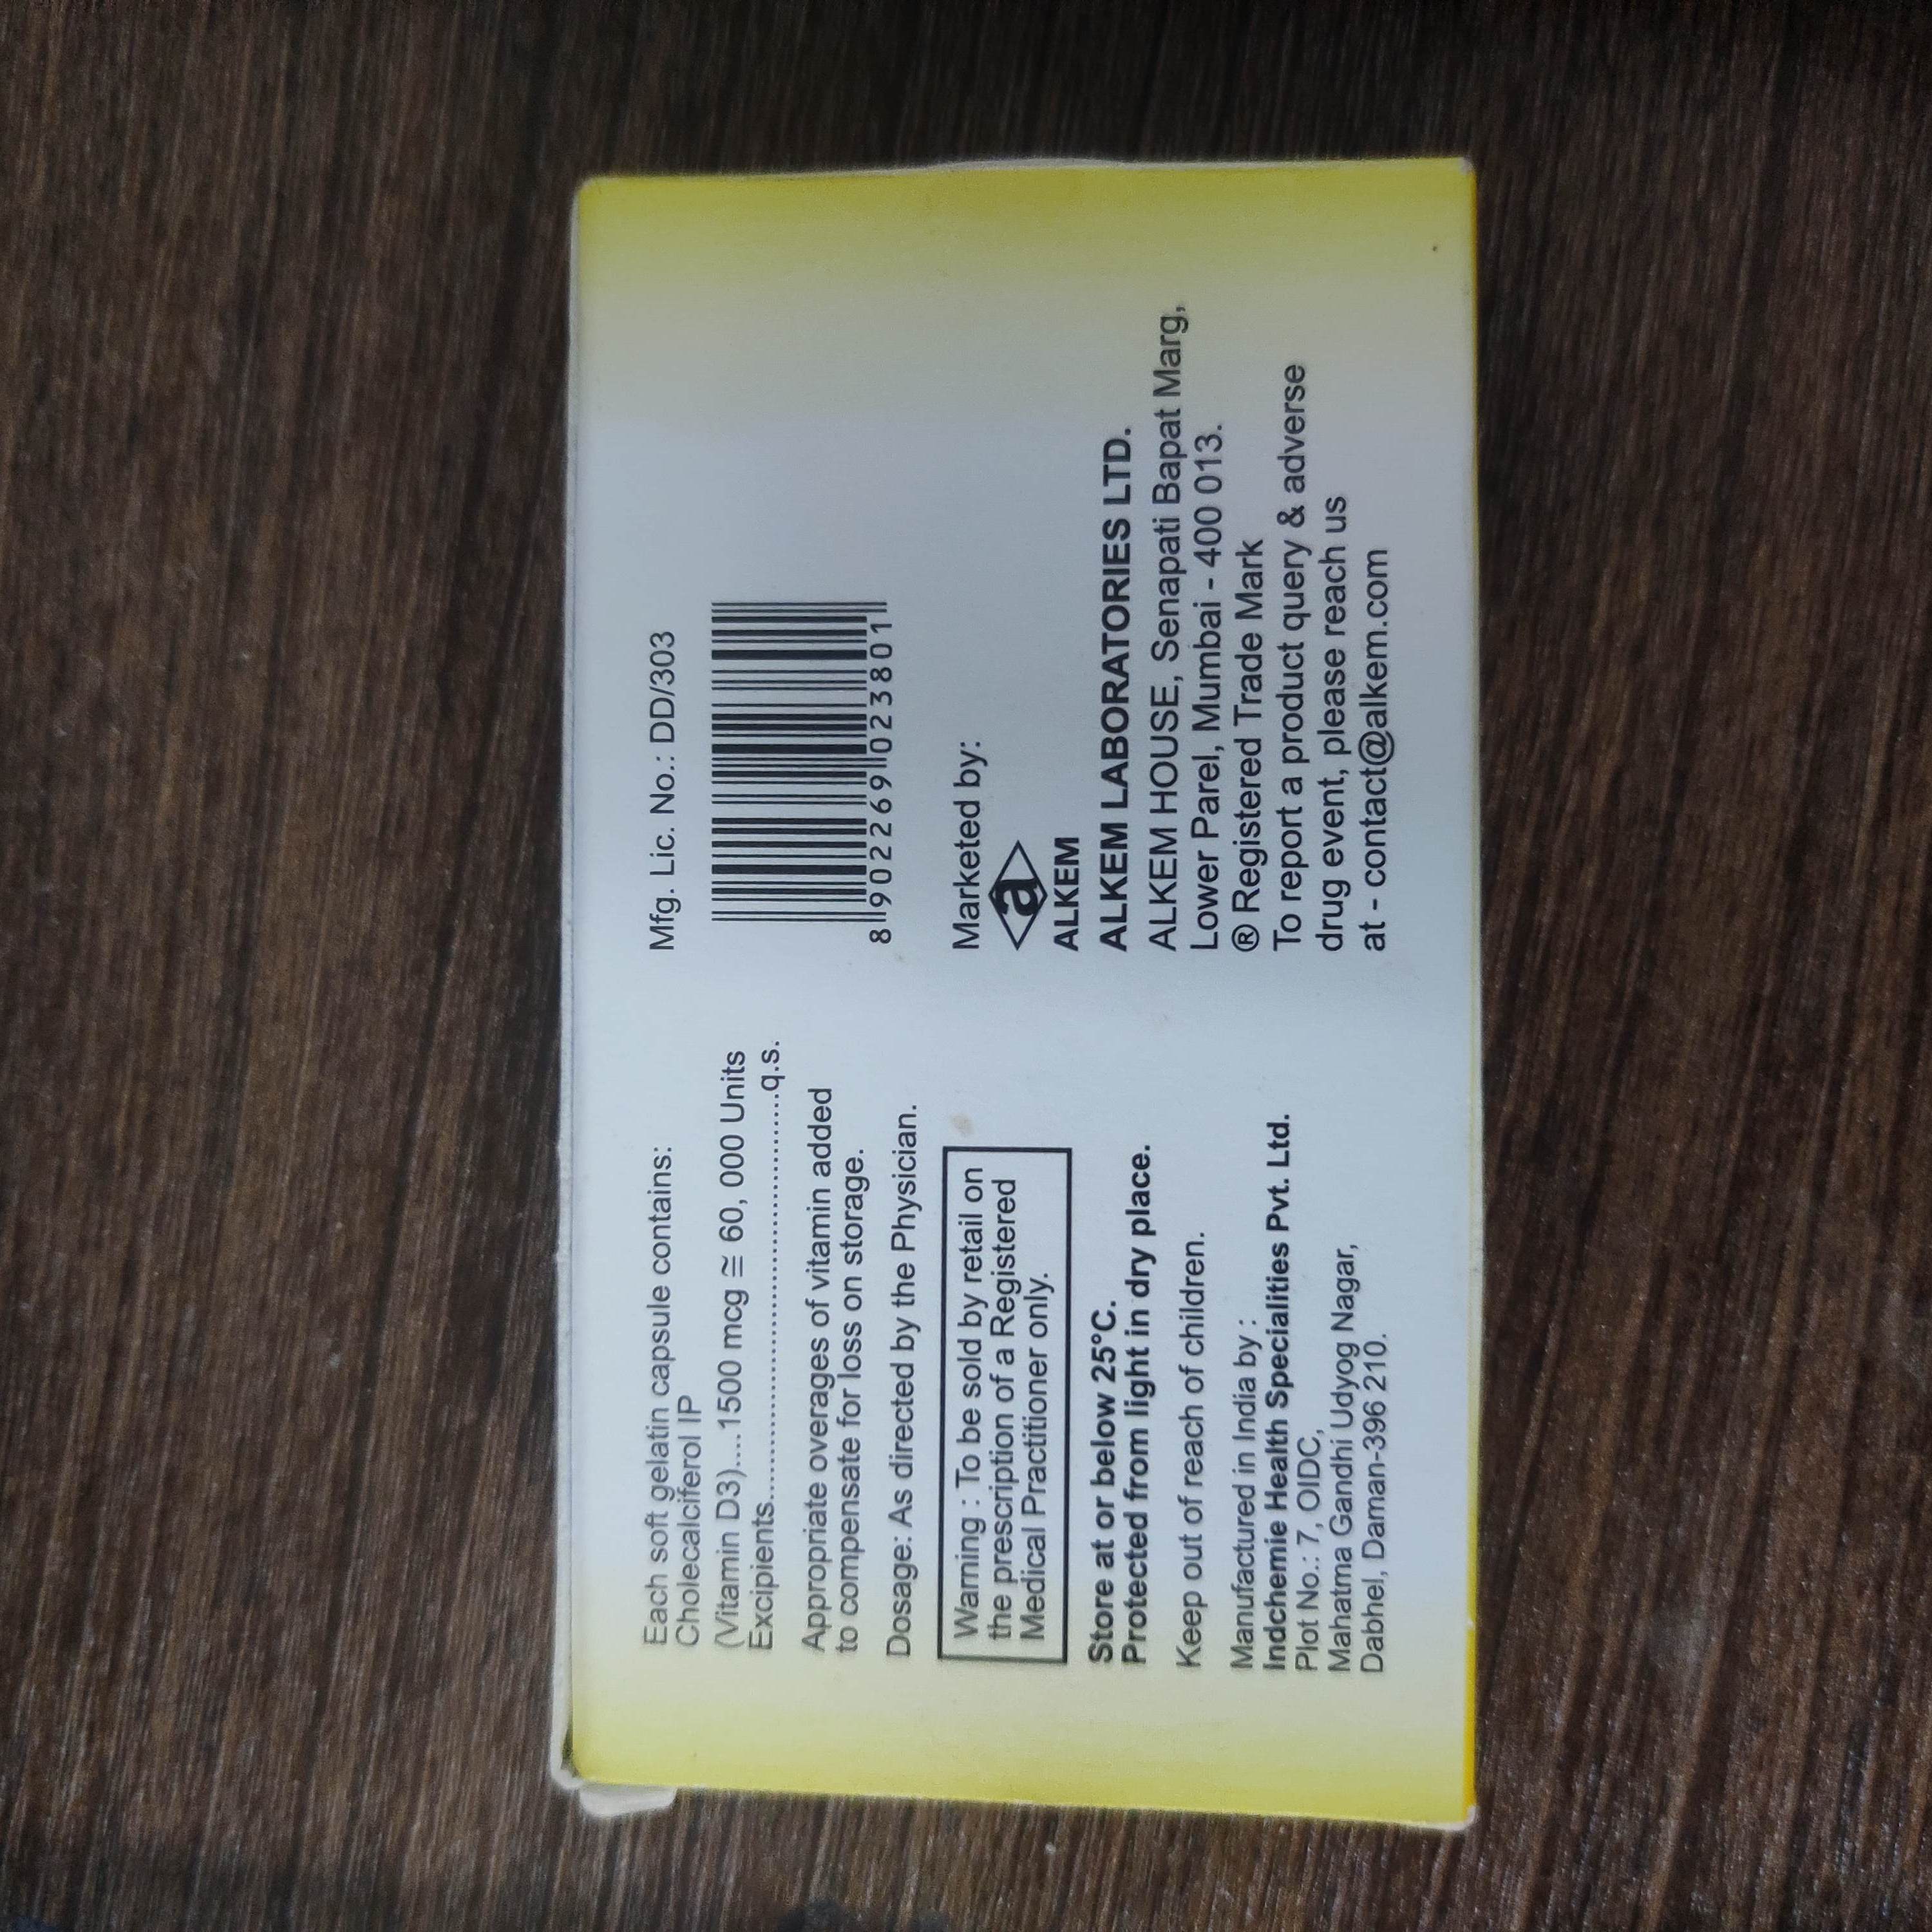 Each soft gelatin capsule contains:
Cholecalciferol IP
(Vitamin D3)....1500 mcg ≅ 60, 000 Units
Excipients................................................q.s.
Appropriate overages of vitamin added
to compensate for loss on storage.
Dosage: As directed by the Physician.
Warning : To be sold by retail on
the prescription of a Registered
Medical Practitioner only.
Store at or below 25°C.
Protected from light in dry place.
Keep out of reach of children.
Manufactured in India by :
Indchemie Health Specialities Pvt. Ltd.
Plot No.: 7, OIDC,
Mahatma Gandhi Udyog Nagar,
Dabhel, Daman-396 210.
Mfg. Lic. No.: DD/303
8 902269 023801
Marketed by:
a
ALKEM
ALKEM LABORATORIES LTD.
ALKEM HOUSE, Senapati Bapat Marg,
Lower Parel, Mumbai - 400 013.
® Registered Trade Mark
To report a product query & adverse
drug event, please reach us
at - contact@alkem.com